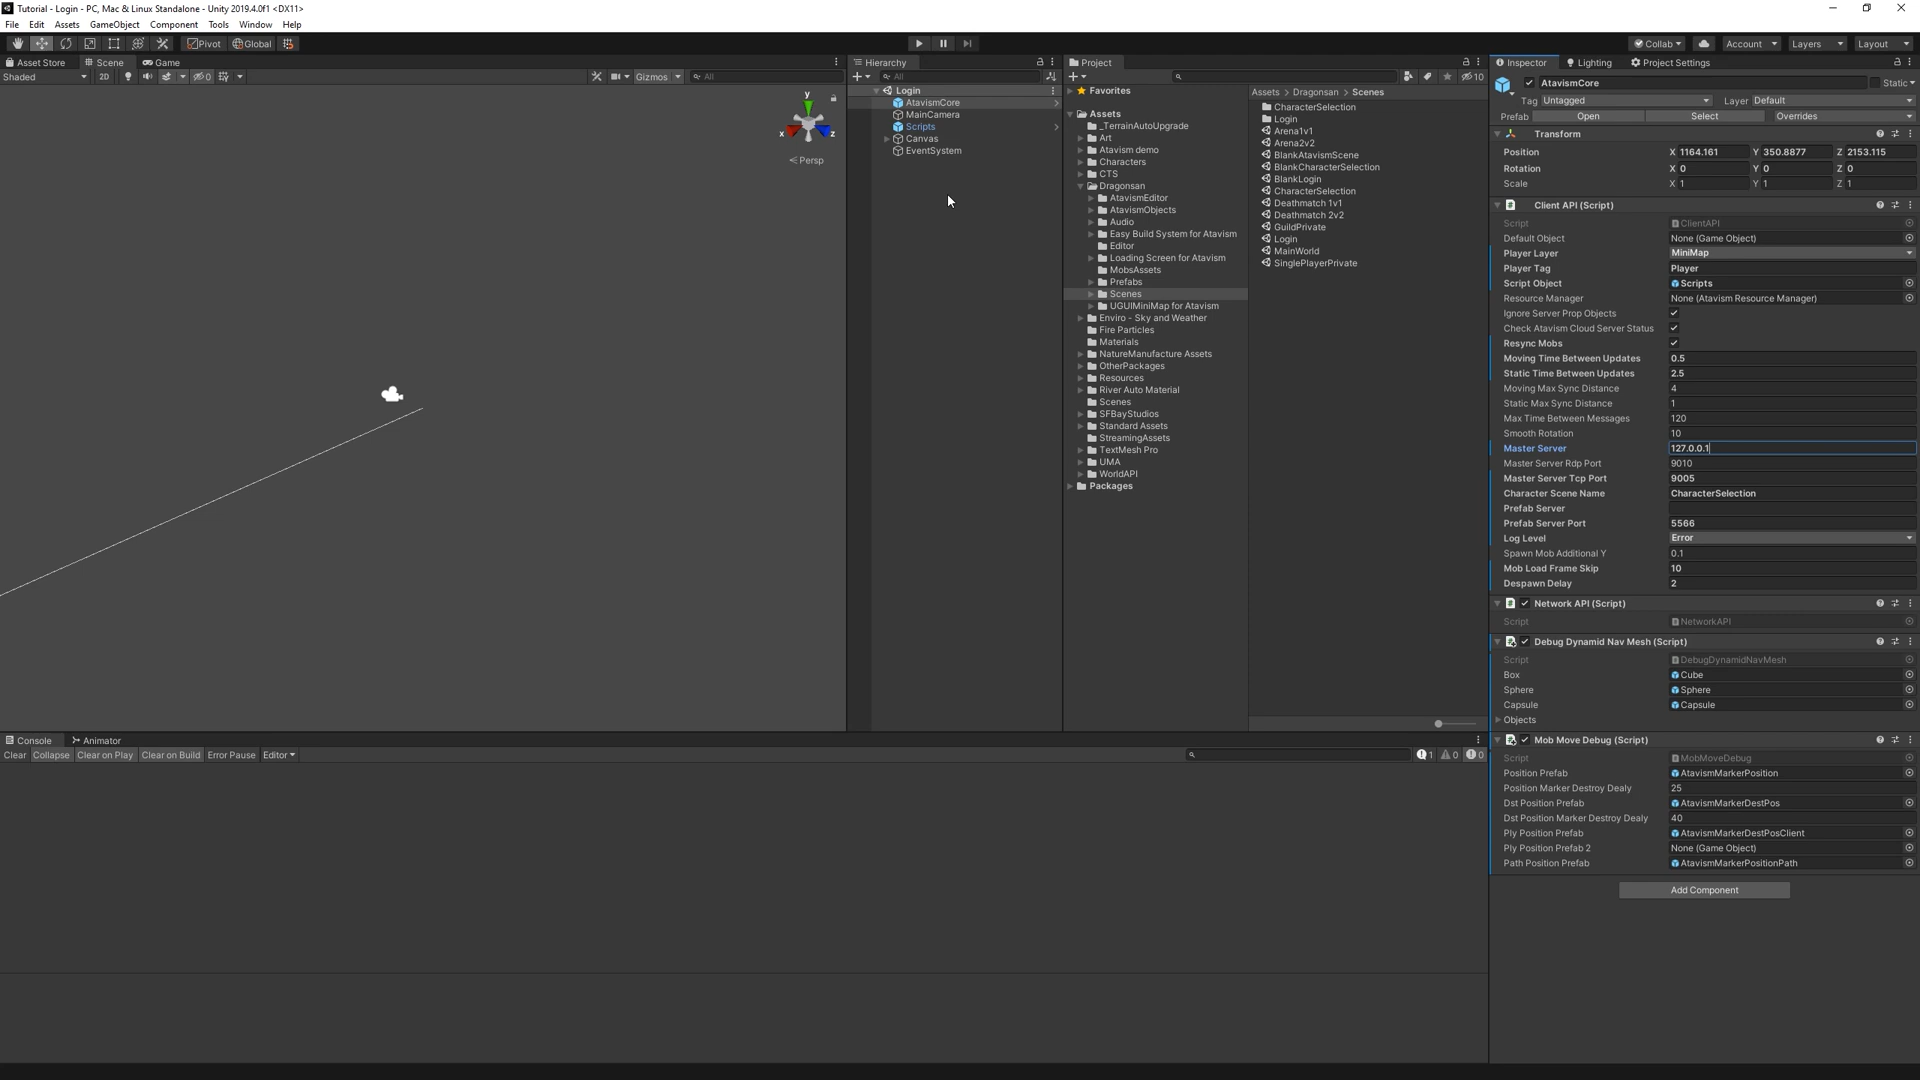 Tutorial - Login - PC, Mac & Linux Standalone - Unity 2019.4.0f1 <DX11>
File Edit Assets GameObject Component Tools Window Help
Pivot Global Collab Account Layers Layout
Asset Store Scene Game
Shaded 2D 0 Gizmos All
y
x z
Persp
Hierarchy
All
Login
AtavismCore
MainCamera
Scripts
Canvas
EventSystem
Project
10
Favorites
Assets
_TerrainAutoUpgrade
Art
Atavism demo
Characters
CTS
Dragonsan
AtavismEditor
AtavismObjects
Audio
Easy Build System for Atavism
Editor
Loading Screen for Atavism
MobsAssets
Prefabs
Scenes
UGUIMiniMap for Atavism
Enviro - Sky and Weather
Fire Particles
Materials
NatureManufacture Assets
OtherPackages
Resources
River Auto Material
Scenes
SFBayStudios
Standard Assets
StreamingAssets
TextMesh Pro
UMA
WorldAPI
Packages
Assets > Dragonsan > Scenes
CharacterSelection
Login
Arena1v1
Arena2v2
BlankAtavismScene
BlankCharacterSelection
BlankLogin
CharacterSelection
Deathmatch 1v1
Deathmatch 2v2
GuildPrivate
Login
MainWorld
SinglePlayerPrivate
Inspector Lighting Project Settings
AtavismCore Static
Tag Untagged Layer Default
Prefab Open Select Overrides
Transform
Position X 1164.161 Y 350.8877 Z 2153.115
Rotation X 0 Y 0 Z 0
Scale X 1 Y 1 Z 1
Client API (Script)
Script ClientAPI
Default Object None (Game Object)
Player Layer MiniMap
Player Tag Player
Script Object Scripts
Resource Manager None (Atavism Resource Manager)
Ignore Server Prop Objects
Check Atavism Cloud Server Status
Resync Mobs
Moving Time Between Updates 0.5
Static Time Between Updates 2.5
Moving Max Sync Distance 4
Static Max Sync Distance 1
Max Time Between Messages 120
Smooth Rotation 10
Master Server 127.0.0.1
Master Server Rdp Port 9010
Master Server Tcp Port 9005
Character Scene Name CharacterSelection
Prefab Server
Prefab Server Port 5566
Log Level Error
Spawn Mob Additional Y 0.1
Mob Load Frame Skip 10
Despawn Delay 2
Network API (Script)
Script NetworkAPI
Debug Dynamid Nav Mesh (Script)
Script DebugDynamidNavMesh
Box Cube
Sphere Sphere
Capsule Capsule
Objects
Mob Move Debug (Script)
Script MobMoveDebug
Position Prefab AtavismMarkerPosition
Position Marker Destroy Dealy 25
Dst Position Prefab AtavismMarkerDestPos
Dst Position Marker Destroy Dealy 40
Ply Position Prefab AtavismMarkerDestPosClient
Ply Position Prefab 2 None (Game Object)
Path Position Prefab AtavismMarkerPositionPath
Add Component
Console Animator
Clear Collapse Clear on Play Clear on Build Error Pause Editor 1 0 0